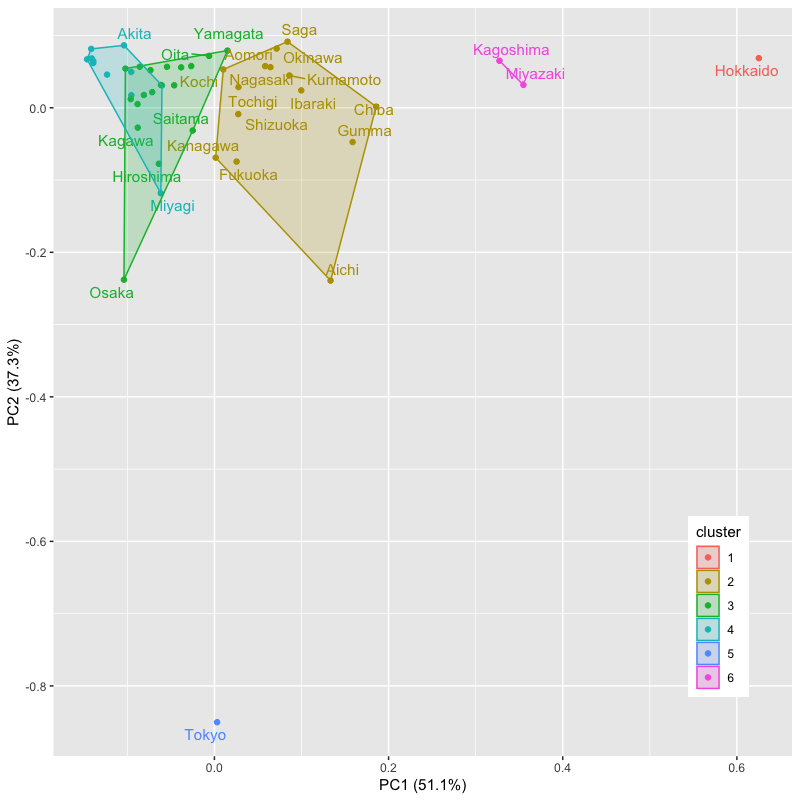 Akita
Yamagata
Saga
Oita
Aomori
Okinawa
Kochi
Nagasaki
Kumamoto
Tochigi
Ibaraki
Chiba
Saitama
Shizuoka
Gumma
Kagawa
Kanagawa
Hiroshima
Fukuoka
Miyagi
Aichi
Osaka
Kagoshima
Miyazaki
Hokkaido
Tokyo
0.0
-0.2
-0.4
-0.6
-0.8
PC2 (37.3%)
0.0
0.2
0.4
0.6
PC1 (51.1%)
cluster
1
2
3
4
5
6